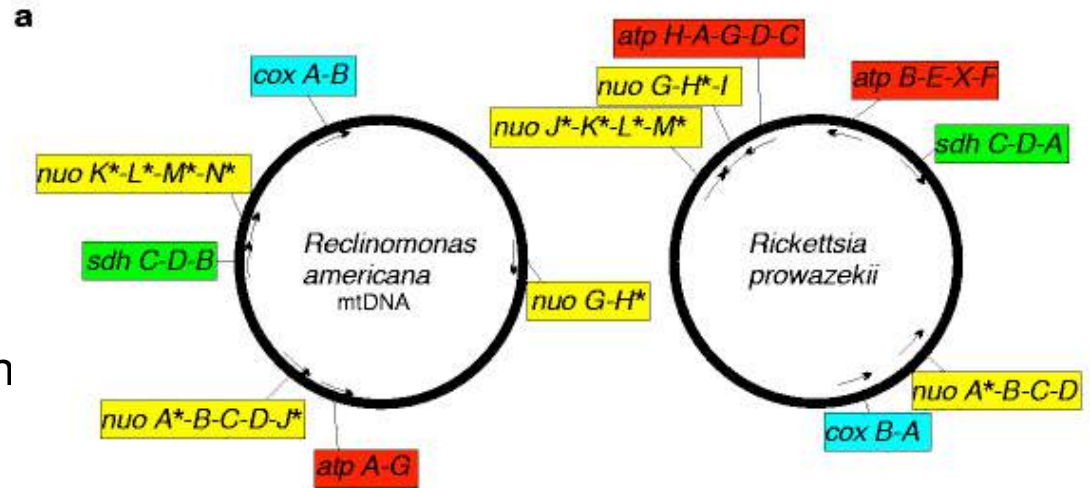 a
cox A-B
nuo K*-L*-M*-N*
sdh C-D-B
Reclinomonas
americana
mtDNA
nuo G-H*
nuo A*-B-C-D-J*
atp A-G
atp H-A-G-D-C
nuo G-H*-I
nuo J*-K*-L*-M*
atp B-E-X-F
sdh C-D-A
Rickettsia
prowazekii
nuo A*-B-C-D
cox B-A
n